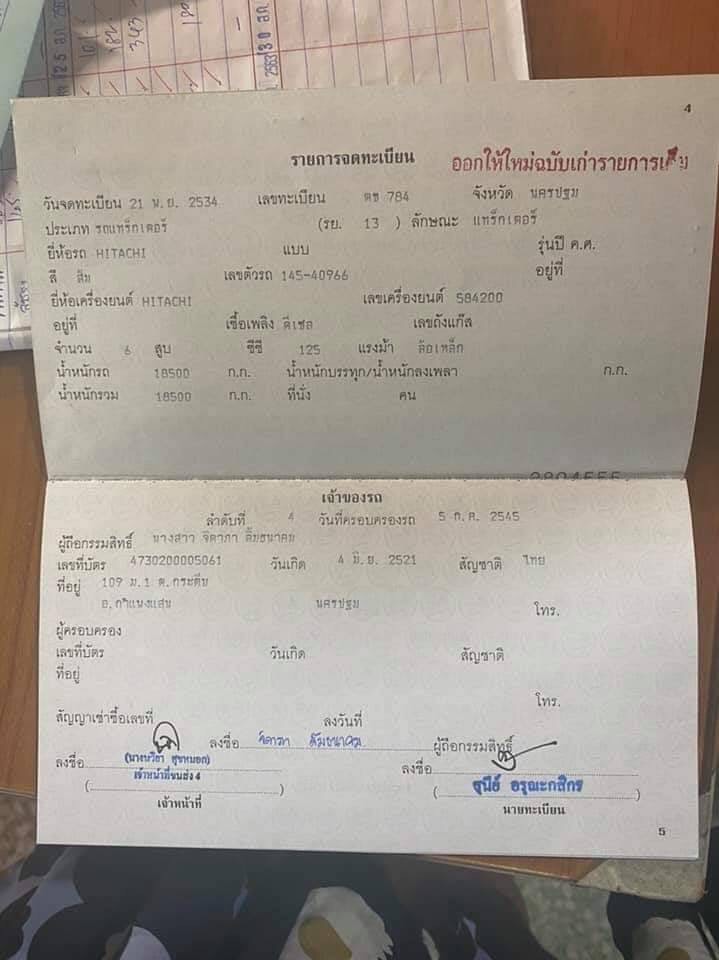 25 ส.ค. 2563
30 ส.ค.
343
4
รายการจดทะเบียน ออกให้ใหม่ฉบับเก่ารายการเต็ม
วันจดทะเบียน 21 พ.ย. 2534 เลขทะเบียน ตช 784 จังหวัด นครปฐม
ประเภท รถแทร็กเตอร์ (รย. 13 ) ลักษณะ แทร็กเตอร์
ยี่ห้อรถ HITACHI แบบ รุ่นปี ค.ศ.
สี ส้ม เลขตัวรถ 145-40966 อยู่ที่
ยี่ห้อเครื่องยนต์ HITACHI เลขเครื่องยนต์ 584200
อยู่ที่ เชื้อเพลิง ดีเซล เลขถังแก๊ส
จำนวน 6 สูบ ซีซี 125 แรงม้า ล้อเหล็ก
น้ำหนักรถ 18500 ก.ก. น้ำหนักบรรทุก/น้ำหนักลงเพลา ก.ก.
น้ำหนักรวม 18500 ก.ก. ที่นั่ง คน
เจ้าของรถ
ลำดับที่ 4 วันที่ครอบครองรถ 5 ก.ค. 2545
ผู้ถือกรรมสิทธิ์ นางสาว จิดาภา ลิ้มธนาคม
เลขที่บัตร 4730200005061 วันเกิด 4 มิ.ย. 2521 สัญชาติ ไทย
ที่อยู่ 109 ม.1 ต.กระตีบ
อ.กำแพงแสน นครปฐม โทร.
ผู้ครอบครอง
เลขที่บัตร วันเกิด สัญชาติ
ที่อยู่
โทร.
สัญญาเช่าซื้อเลขที่ ลงวันที่
ลงชื่อ จิดาภา ลิ้มธนาคม ผู้ถือกรรมสิทธิ์
ลงชื่อ ลงชื่อ
เจ้าหน้าที่ขนส่ง 4
( ) ( สุนีย์ อรุณะกสิกร )
เจ้าหน้าที่ นายทะเบียน
5